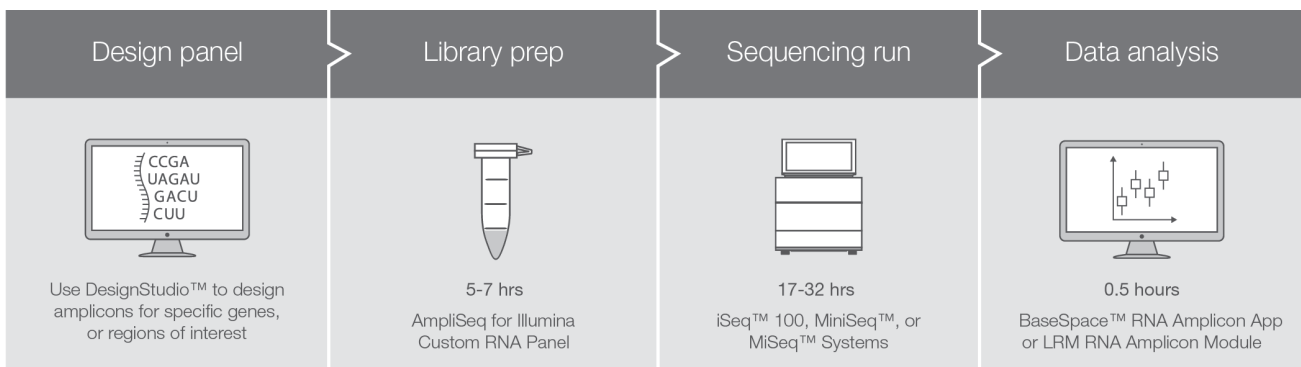 Design panel
Library prep
Sequencing run
Data analysis
CCGA
UAGAU
GACU
CUU
Use DesignStudio™ to design
amplicons for specific genes,
or regions of interest
5-7 hrs
AmpliSeq for Illumina
Custom RNA Panel
17-32 hrs
iSeq™ 100, MiniSeq™, or
MiSeq™ Systems
0.5 hours
BaseSpace™ RNA Amplicon App
or LRM RNA Amplicon Module